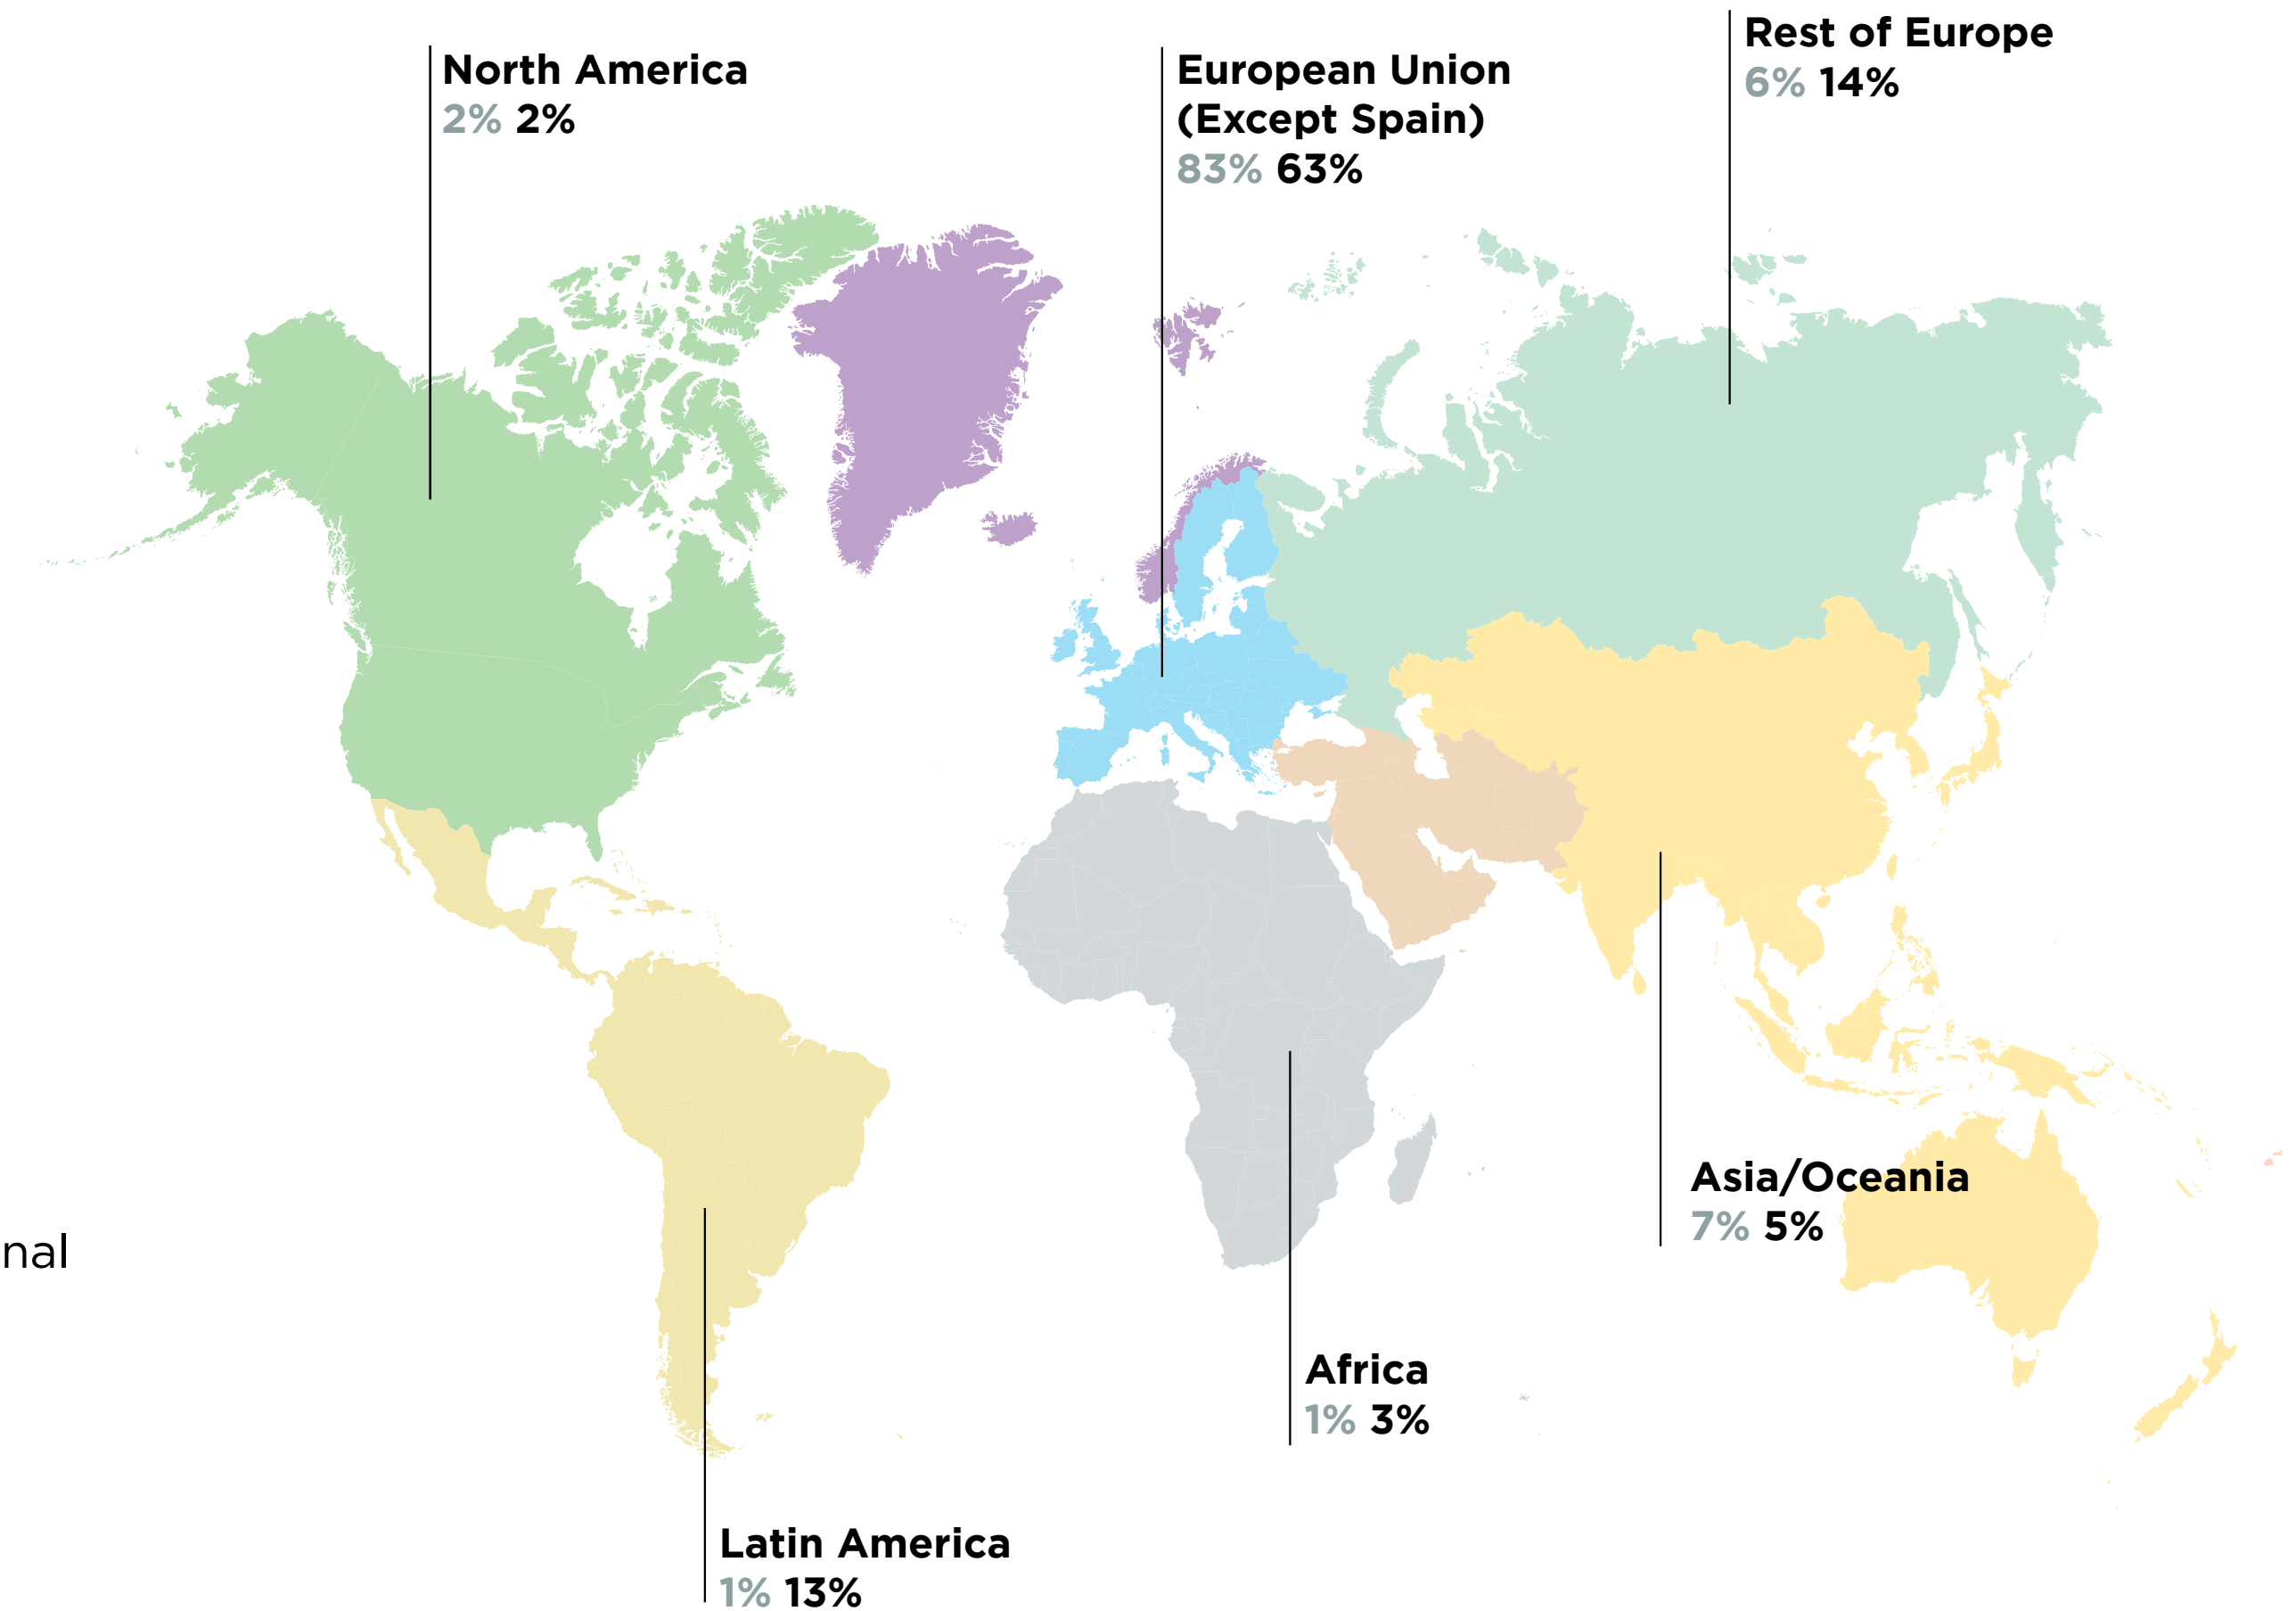 Rest of Europe
6% 14%
North America
2% 2%
European Union
(Except Spain)
83% 63%
Asia/Oceania
7% 5%
nal
Africa
1% 3%
Latin America
1% 13%